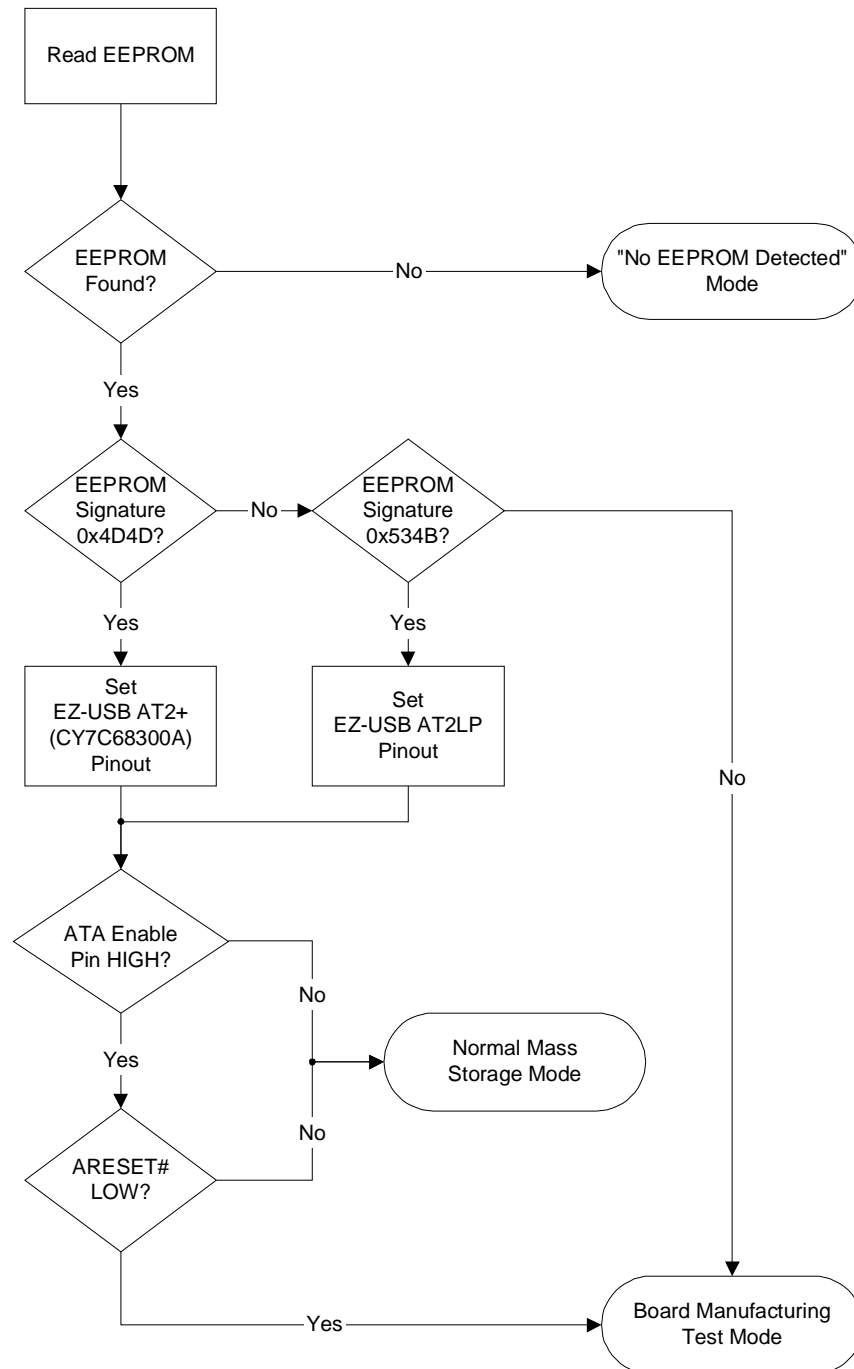 Read EEPROM
EEPROM
Found?
No
"No EEPROM Detected"
Mode
Yes
EEPROM
Signature
0x4D4D?
No
EEPROM
Signature
0x534B?
Yes
Yes
Set
EZ-USB AT2+
(CY7C68300A)
Pinout
Set
EZ-USB AT2LP
Pinout
No
ATA Enable
Pin HIGH?
No
Yes
Normal Mass
Storage Mode
No
ARESET#
LOW?
Yes
Board Manufacturing
Test Mode